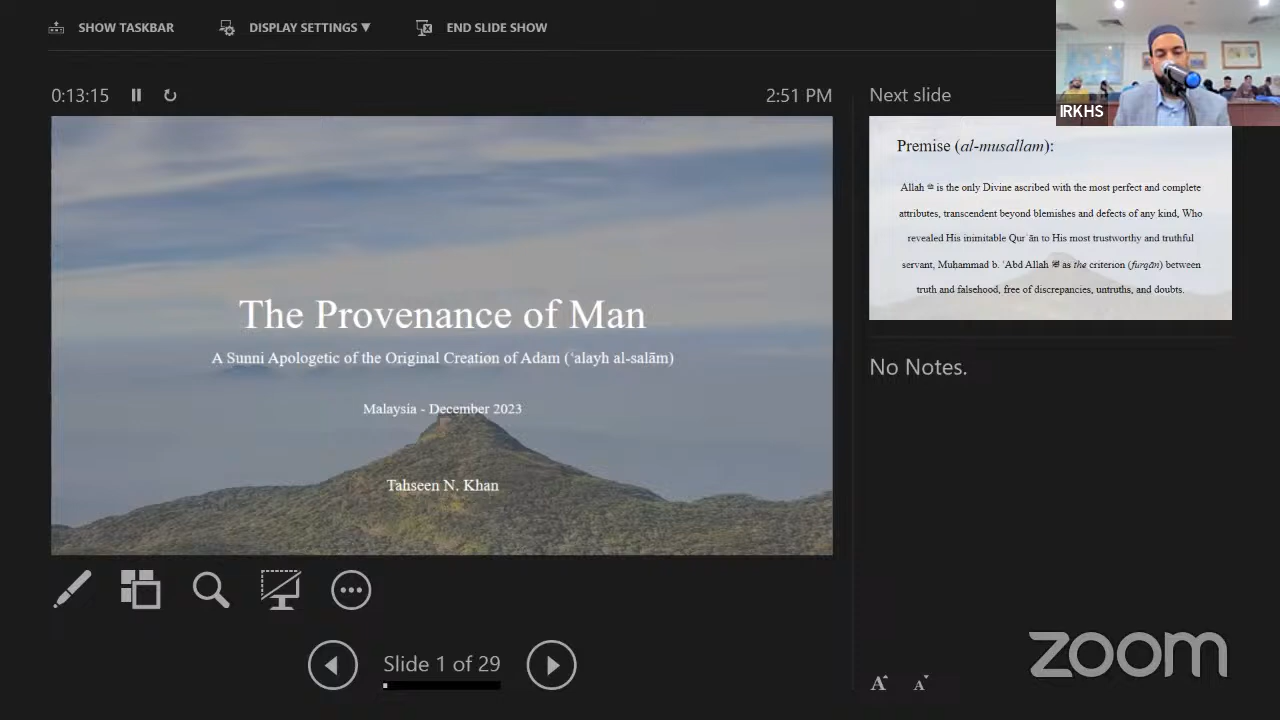 SHOW TASKBAR
DISPLAY SETTINGS ▼
END SLIDE SHOW
IRKHS
0:13:15
2:51 PM
Next slide
The Provenance of Man
A Sunni Apologetic of the Original Creation of Adam (ʿalayh al-salām)
Malaysia - December 2023
Tahseen N. Khan
Premise (al-musallam):
Allah ﷻ is the only Divine ascribed with the most perfect and complete
attributes, transcendent beyond blemishes and defects of any kind, Who
revealed His inimitable Qurʾān to His most trustworthy and truthful
servant, Muḥammad b. ʿAbd Allah ﷺ as the criterion (furqān) between
truth and falsehood, free of discrepancies, untruths, and doubts.
No Notes.
Slide 1 of 29
A A
zoom